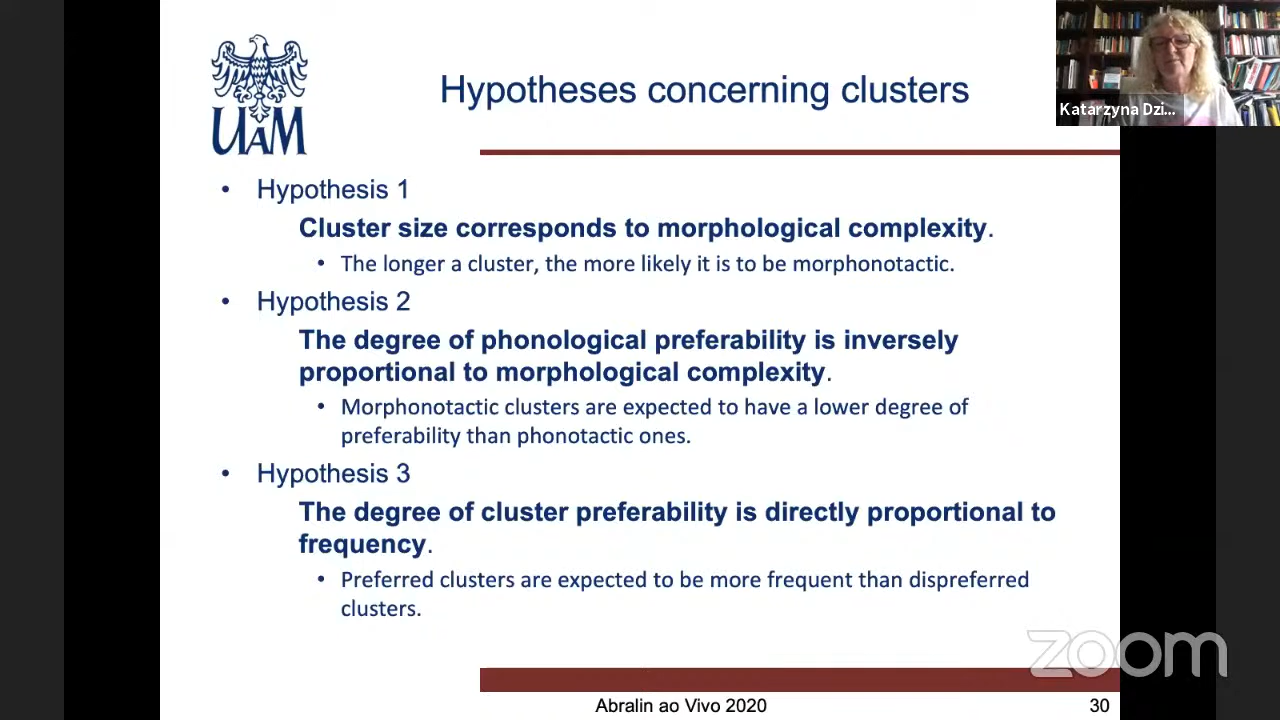 Hypotheses concerning clusters
Katarzyna Dzi...
UAM
• Hypothesis 1
Cluster size corresponds to morphological complexity.
• The longer a cluster, the more likely it is to be morphonotactic.
• Hypothesis 2
The degree of phonological preferability is inversely
proportional to morphological complexity.
• Morphonotactic clusters are expected to have a lower degree of
preferability than phonotactic ones.
• Hypothesis 3
The degree of cluster preferability is directly proportional to
frequency.
• Preferred clusters are expected to be more frequent than dispreferred
clusters.
zoom
Abralin ao Vivo 2020
30